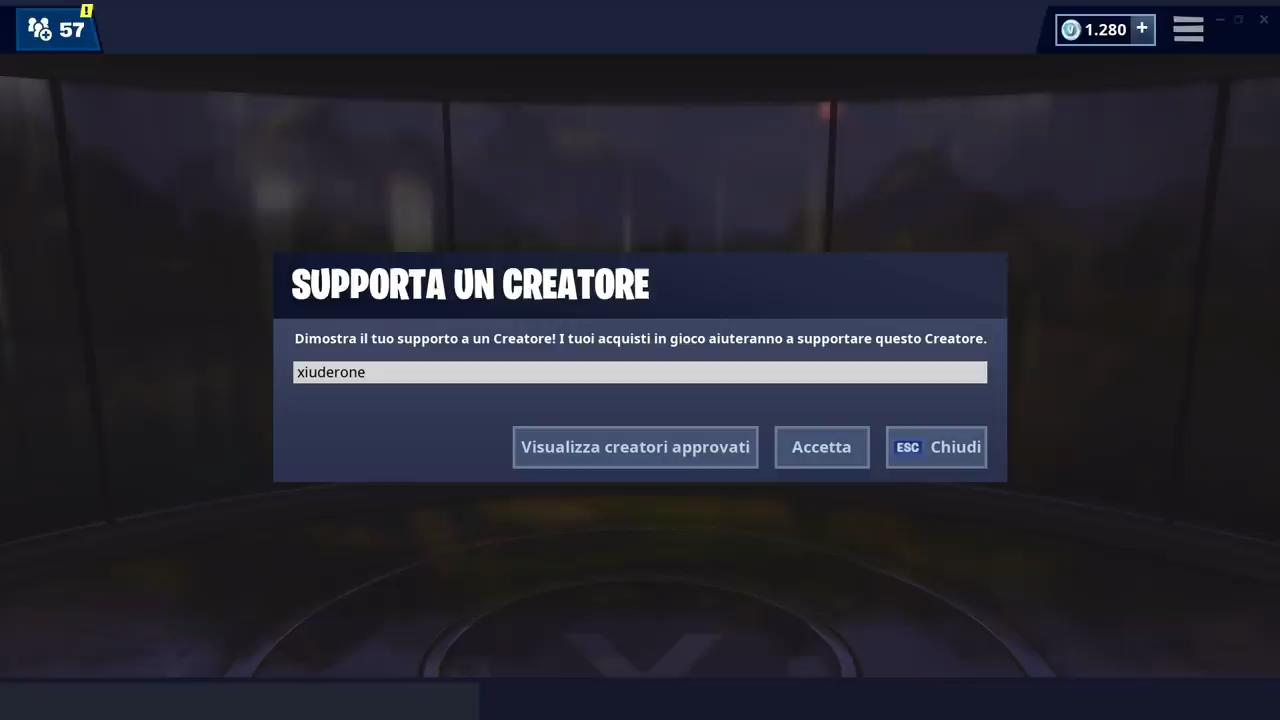 57
!
1.280 +
SUPPORTA UN CREATORE
Dimostra il tuo supporto a un Creatore! I tuoi acquisti in gioco aiuteranno a supportare questo Creatore.
xiuderone
Visualizza creatori approvati
Accetta
ESC Chiudi